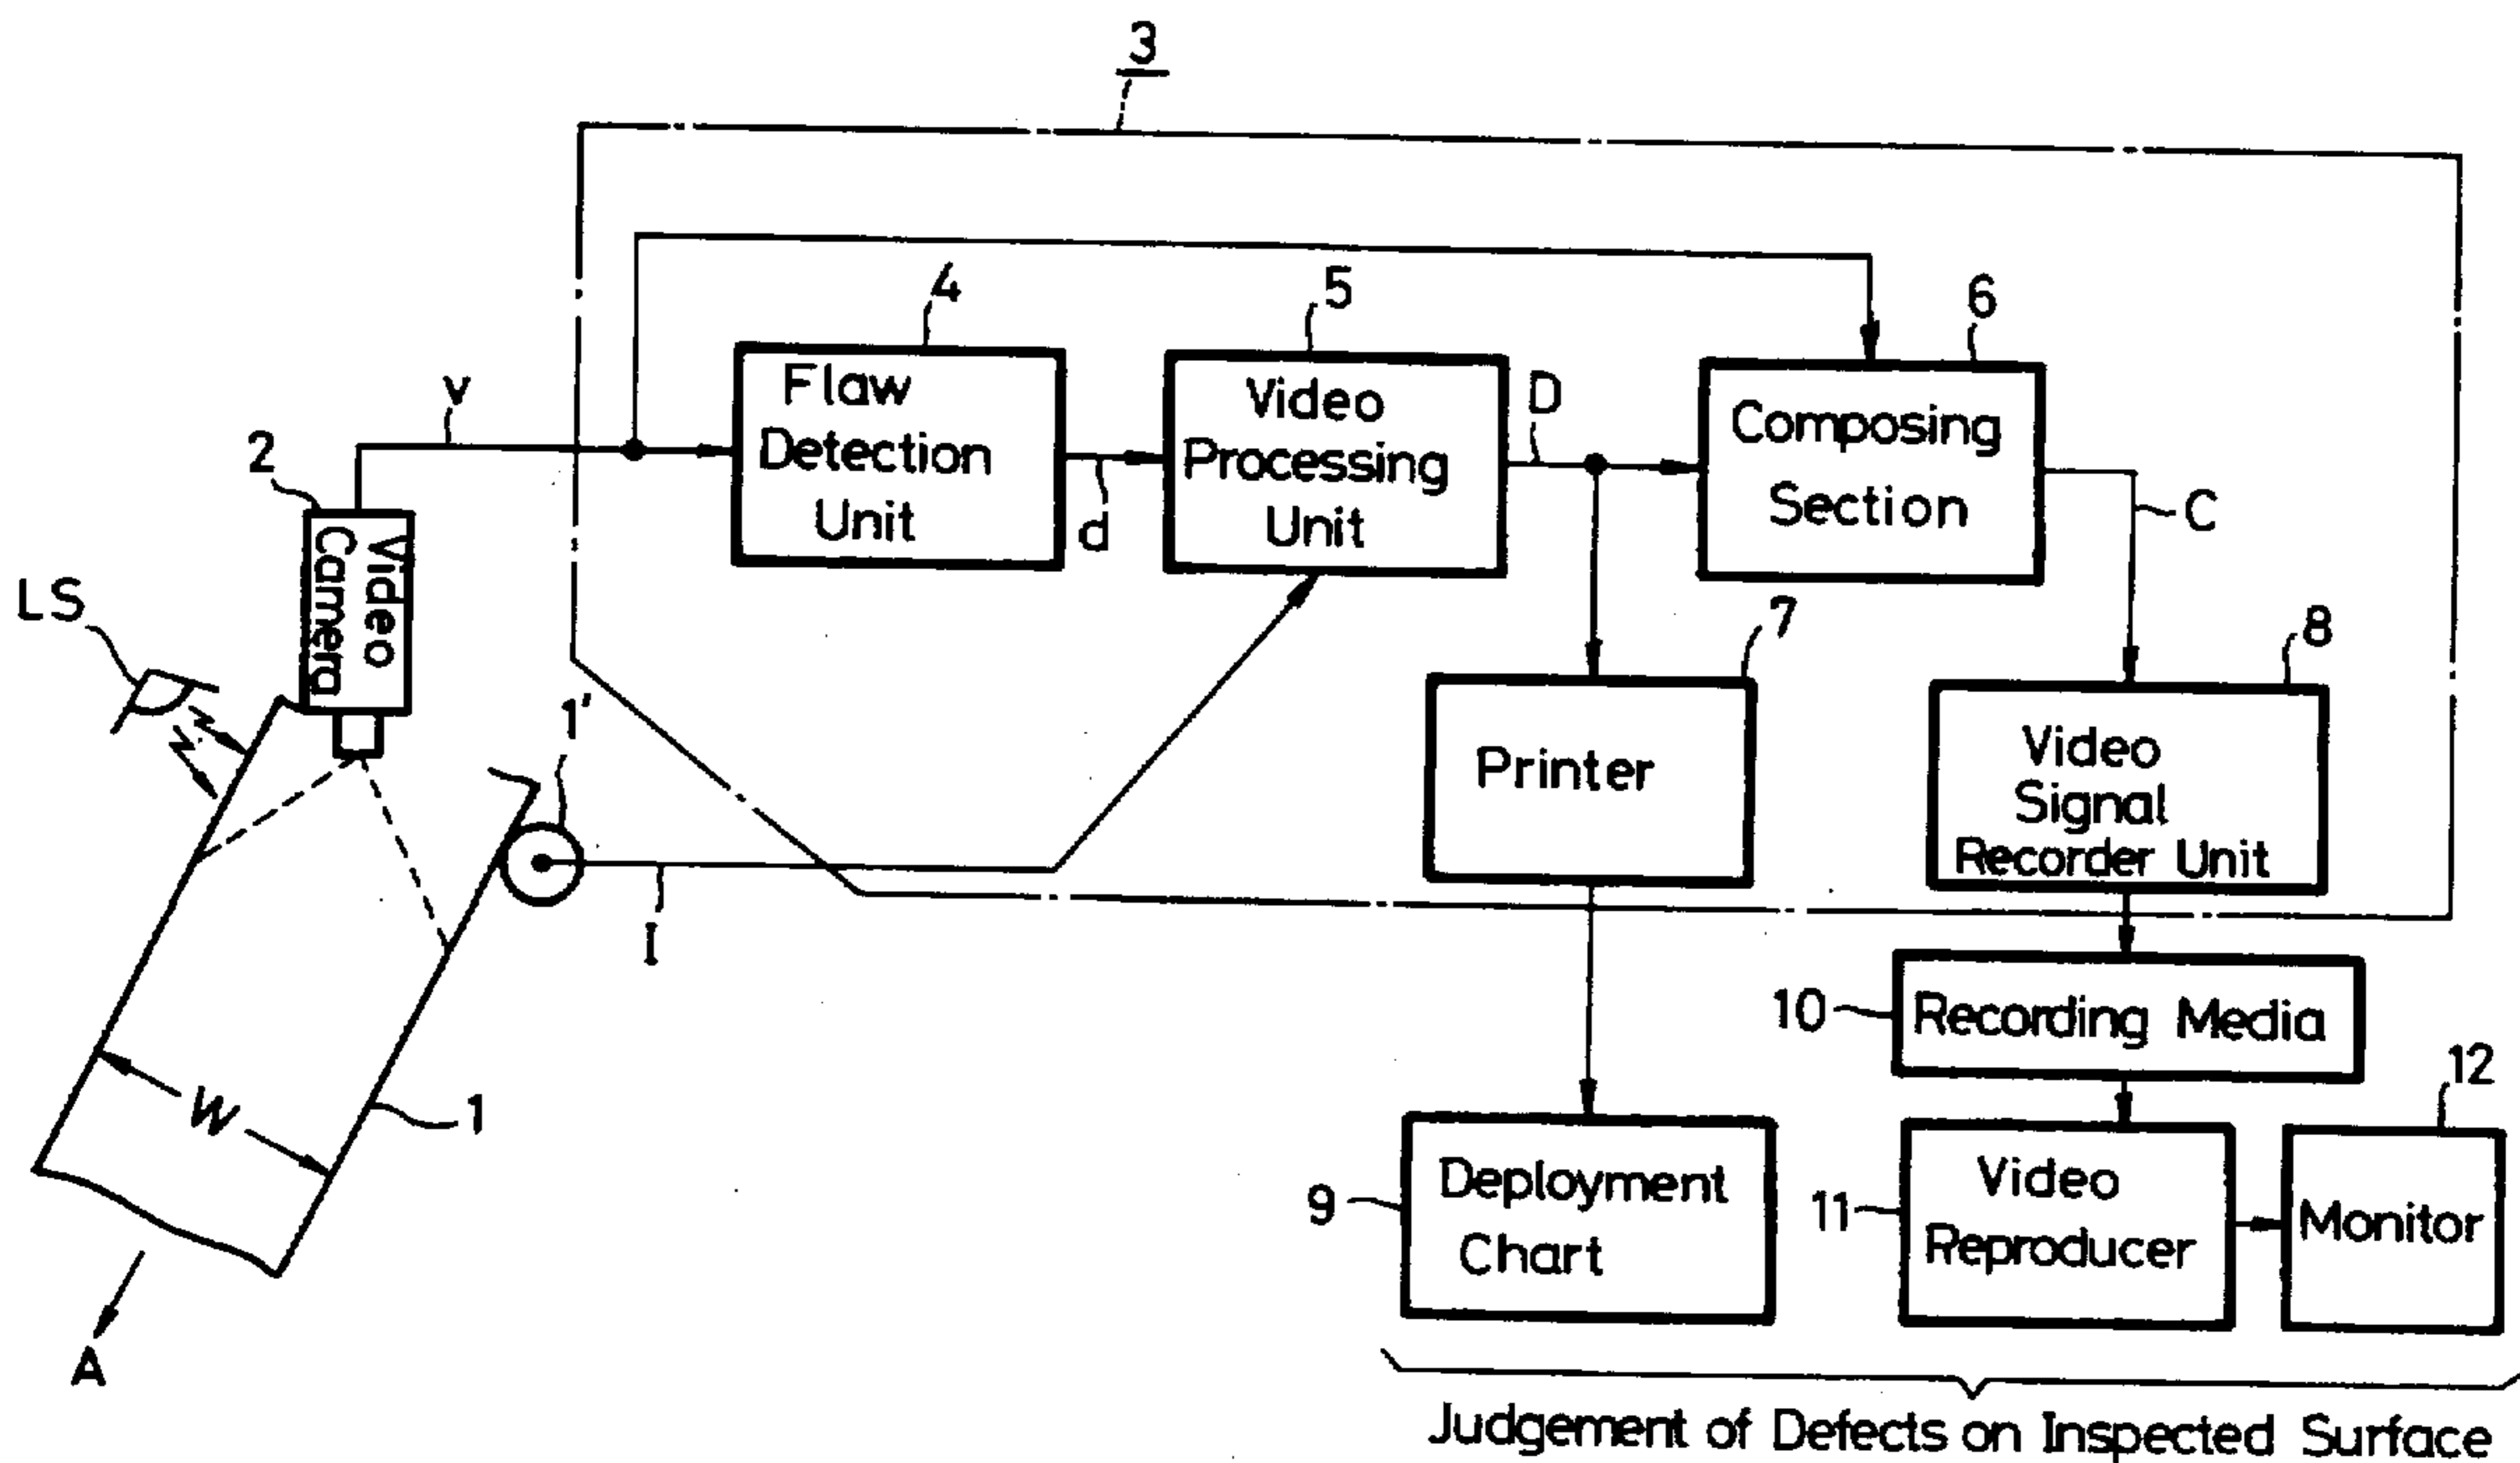 3
4
5
6
v
2
Flaw
Detection
Unit
d
Video
Processing
Unit
D
Composing
Section
C
Video
Camera
LS
1'
7
8
Printer
Video
Signal
Recorder Unit
I
10
Recording Media
W
1
12
9
Deployment
Chart
11
Video
Reproducer
Monitor
A
Judgement of Defects on Inspected Surface